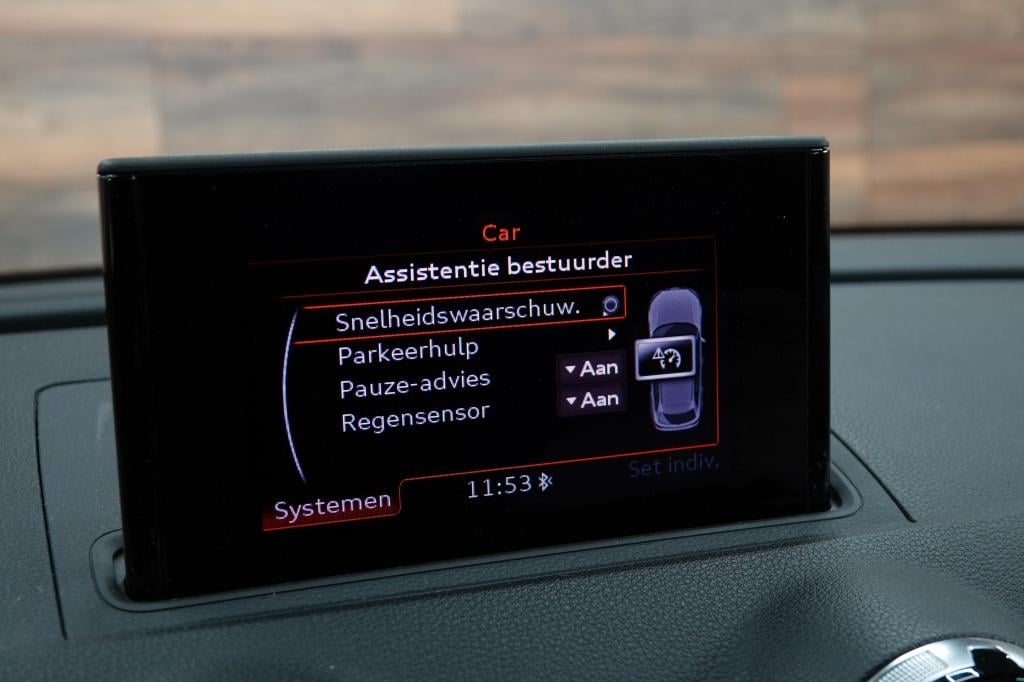 Car
Assistentie bestuurder
Snelheidswaarschuw.
Parkeerhulp
Pauze-advies Aan
Regensensor Aan
Set indiv.
Systemen 11:53